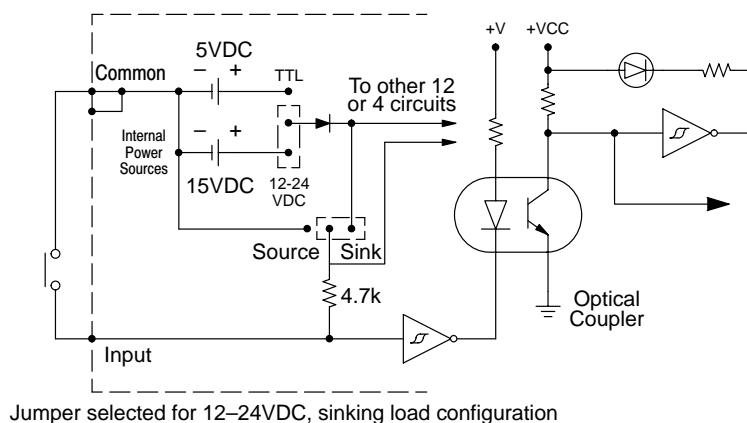 5VDC
+V
+VCC
Common
– +
TTL
To other 12
or 4 circuits
– +
Internal
Power
Sources
15VDC
12-24
VDC
Source
Sink
4.7k
Optical
Coupler
Input
Jumper selected for 12–24VDC, sinking load configuration